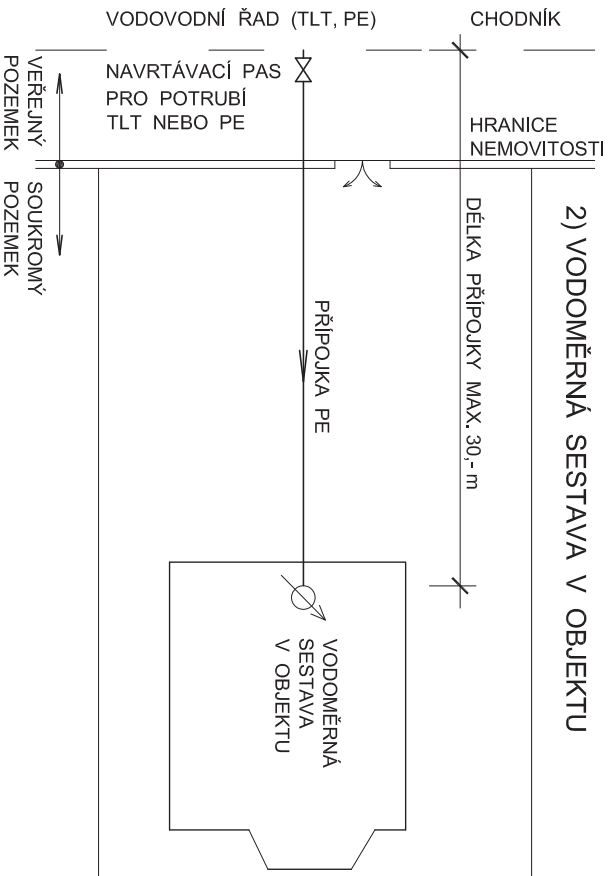 VODOVODNÍ ŘAD (TLT, PE)
CHODNÍK
NAVRTÁVACÍ PAS
PRO POTRUBÍ
TLT NEBO PE
HRANICE
NEMOVITOSTI
VEŘEJNÝ
POZEMEK
SOUKROMÝ
POZEMEK
2) VODOMĚRNÁ SESTAVA V OBJEKTU
DÉLKA PŘÍPOJKY MAX. 30,- m
PŘÍPOJKA PE
VODOMĚRNÁ
SESTAVA
V OBJEKTU